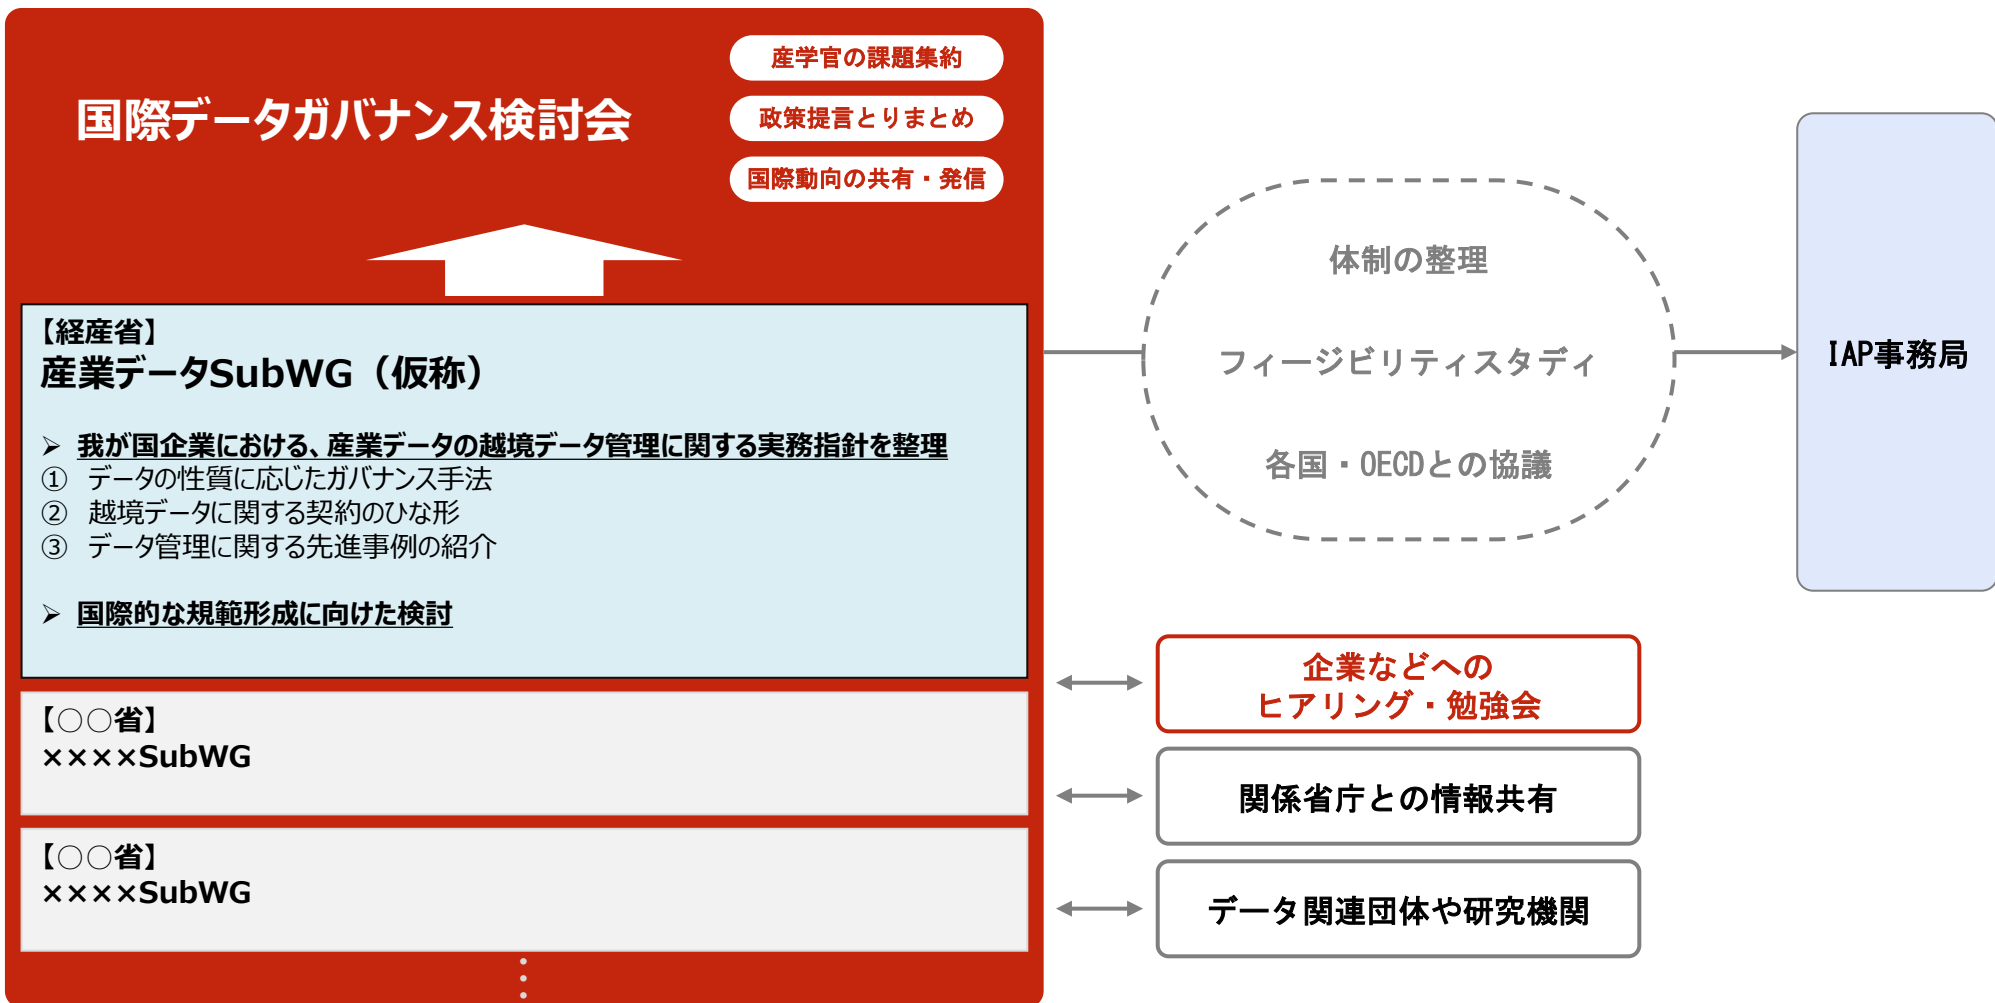 国際データガバナンス検討会
産学官の課題集約
政策提言とりまとめ
国際動向の共有・発信
【経産省】
産業データSubWG（仮称）
➢ 我が国企業における、産業データの越境データ管理に関する実務指針を整理
① データの性質に応じたガバナンス手法
② 越境データに関する契約のひな形
③ データ管理に関する先進事例の紹介
➢ 国際的な規範形成に向けた検討
【○○省】
××××SubWG
【○○省】
××××SubWG
体制の整理
フィージビリティスタディ
各国・OECDとの協議
IAP事務局
企業などへの
ヒアリング・勉強会
関係省庁との情報共有
データ関連団体や研究機関